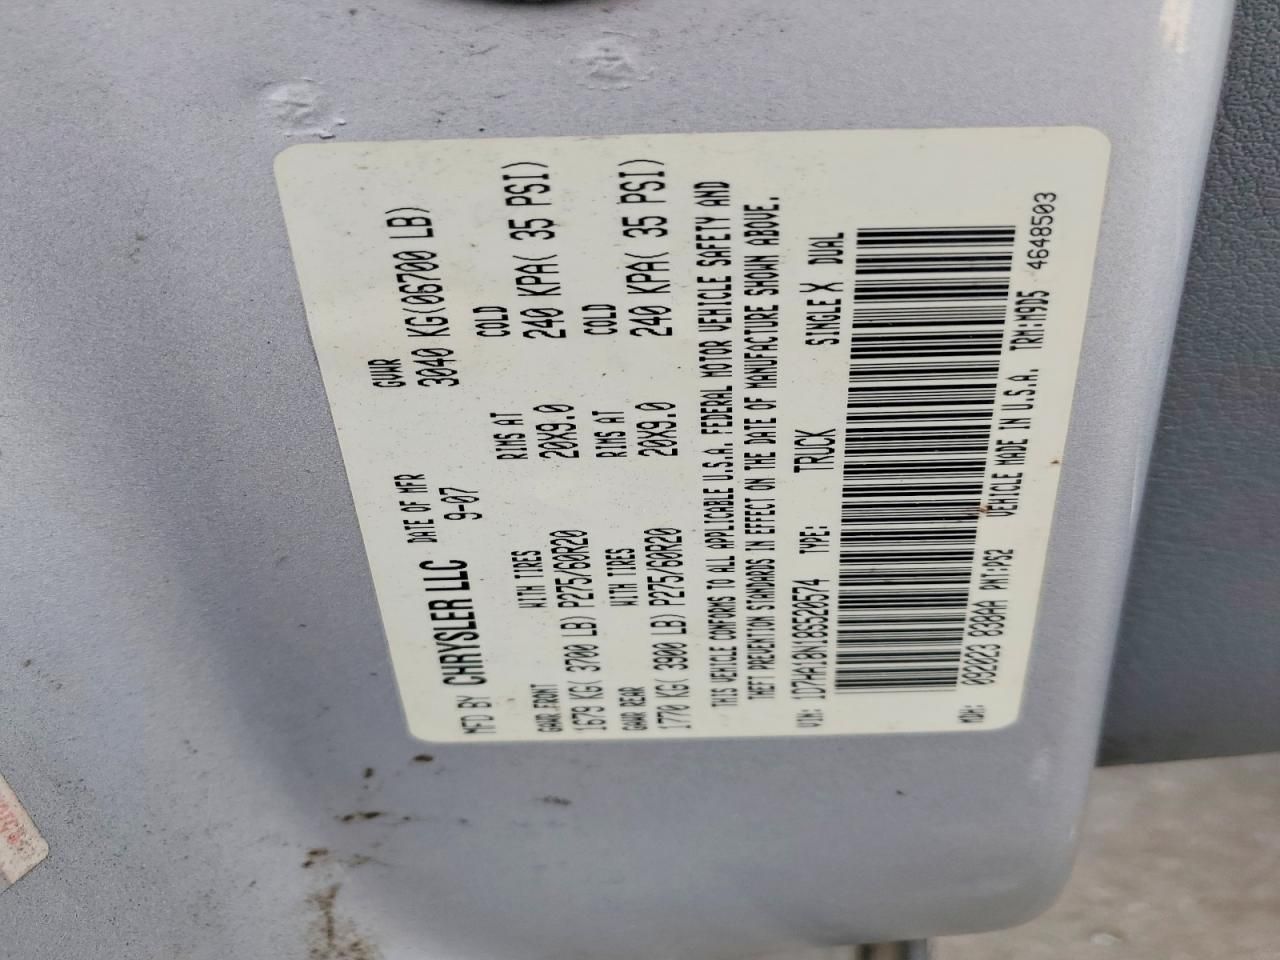 MFD BY CHRYSLER LLC DATE OF MFR 9-07 GVWR 3040 KG(06700 LB)
GAWR FRONT WITH TIRES RIMS AT COLD
1679 KG( 3700 LB) P275/60R20 20X9.0 240 KPA( 35 PSI)
GAWR REAR WITH TIRES RIMS AT COLD
1770 KG( 3900 LB) P275/60R20 20X9.0 240 KPA( 35 PSI)
THIS VEHICLE CONFORMS TO ALL APPLICABLE U.S.A. FEDERAL MOTOR VEHICLE SAFETY AND
THEFT PREVENTION STANDARDS IN EFFECT ON THE DATE OF MANUFACTURE SHOWN ABOVE.
VIN: 1D7HA18N18S520574 TYPE: TRUCK SINGLE X DUAL
MDH: 092023 830AA PNT:PS2 VEHICLE MADE IN U.S.A. TRM:M9D5 4648503